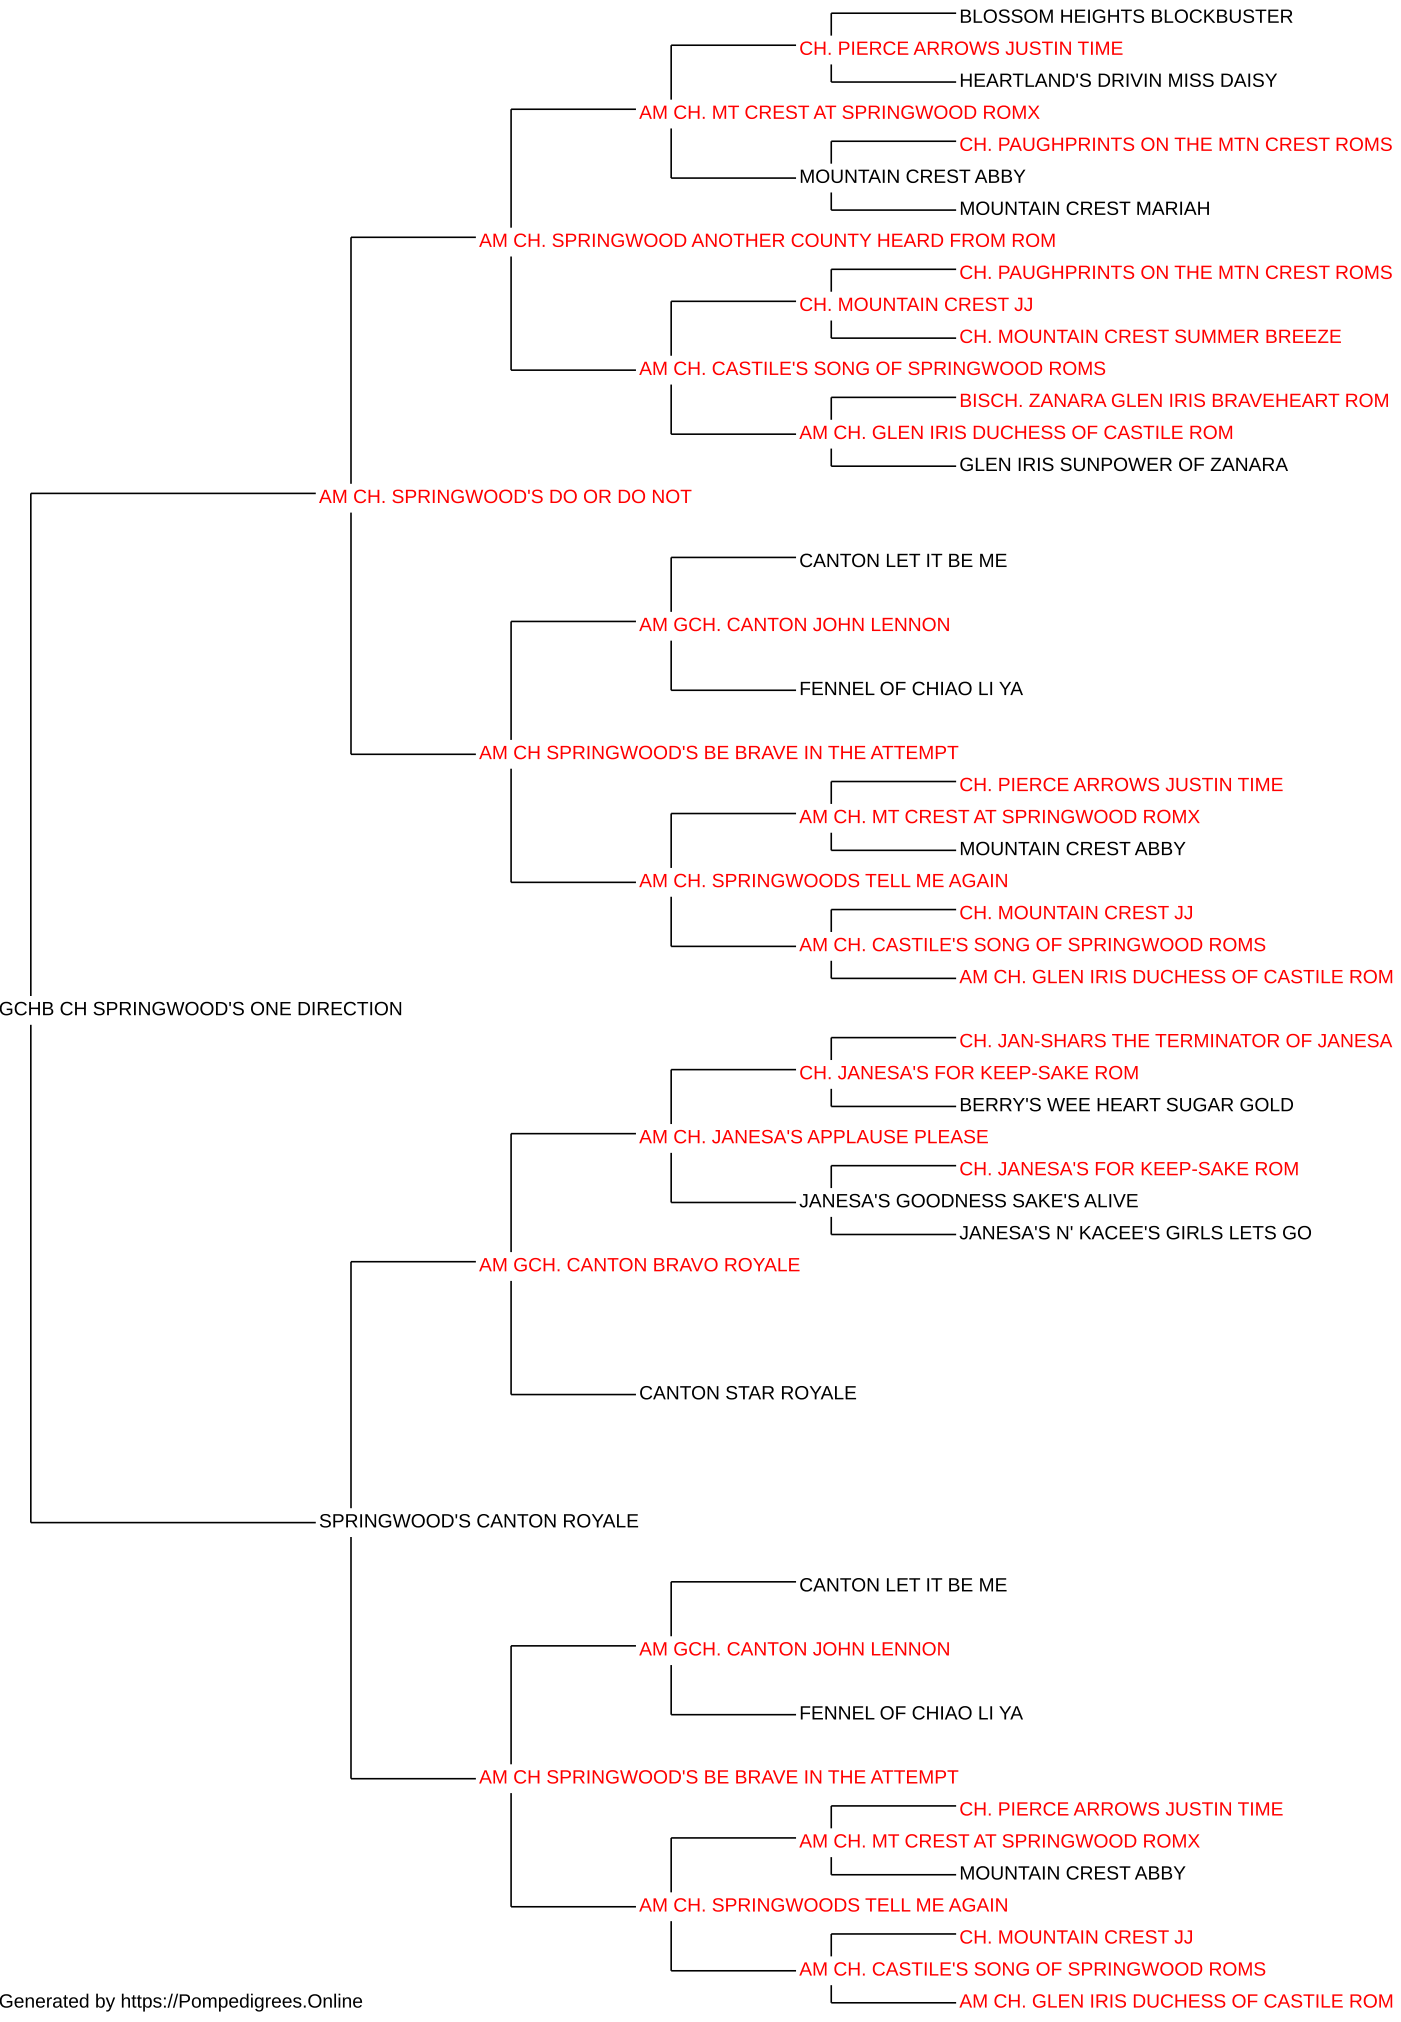 BLOSSOM HEIGHTS BLOCKBUSTER
CH. PIERCE ARROWS JUSTIN TIME
HEARTLAND'S DRIVIN MISS DAISY
AM CH. MT CREST AT SPRINGWOOD ROMX
CH. PAUGHPRINTS ON THE MTN CREST ROMS
MOUNTAIN CREST ABBY
MOUNTAIN CREST MARIAH
AM CH. SPRINGWOOD ANOTHER COUNTY HEARD FROM ROM
CH. PAUGHPRINTS ON THE MTN CREST ROMS
CH. MOUNTAIN CREST JJ
CH. MOUNTAIN CREST SUMMER BREEZE
AM CH. CASTILE'S SONG OF SPRINGWOOD ROMS
BISCH. ZANARA GLEN IRIS BRAVEHEART ROM
AM CH. GLEN IRIS DUCHESS OF CASTILE ROM
GLEN IRIS SUNPOWER OF ZANARA
AM CH. SPRINGWOOD'S DO OR DO NOT
CANTON LET IT BE ME
AM GCH. CANTON JOHN LENNON
FENNEL OF CHIAO LI YA
AM CH SPRINGWOOD'S BE BRAVE IN THE ATTEMPT
CH. PIERCE ARROWS JUSTIN TIME
AM CH. MT CREST AT SPRINGWOOD ROMX
MOUNTAIN CREST ABBY
AM CH. SPRINGWOODS TELL ME AGAIN
CH. MOUNTAIN CREST JJ
AM CH. CASTILE'S SONG OF SPRINGWOOD ROMS
AM CH. GLEN IRIS DUCHESS OF CASTILE ROM
GCHB CH SPRINGWOOD'S ONE DIRECTION
CH. JAN-SHARS THE TERMINATOR OF JANESA
CH. JANESA'S FOR KEEP-SAKE ROM
BERRY'S WEE HEART SUGAR GOLD
AM CH. JANESA'S APPLAUSE PLEASE
CH. JANESA'S FOR KEEP-SAKE ROM
JANESA'S GOODNESS SAKE'S ALIVE
JANESA'S N' KACEE'S GIRLS LETS GO
AM GCH. CANTON BRAVO ROYALE
CANTON STAR ROYALE
SPRINGWOOD'S CANTON ROYALE
CANTON LET IT BE ME
AM GCH. CANTON JOHN LENNON
FENNEL OF CHIAO LI YA
AM CH SPRINGWOOD'S BE BRAVE IN THE ATTEMPT
CH. PIERCE ARROWS JUSTIN TIME
AM CH. MT CREST AT SPRINGWOOD ROMX
MOUNTAIN CREST ABBY
AM CH. SPRINGWOODS TELL ME AGAIN
CH. MOUNTAIN CREST JJ
AM CH. CASTILE'S SONG OF SPRINGWOOD ROMS
AM CH. GLEN IRIS DUCHESS OF CASTILE ROM
Generated by https://Pompedigrees.Online